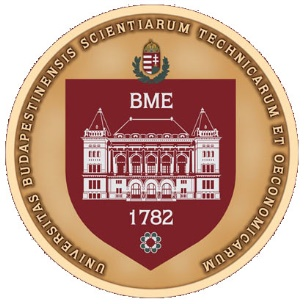 UNIVERSITAS BUDAPESTINENSIS SCIENTIARUM TECHNICARUM ET OECONOMICARUM
BME
1782